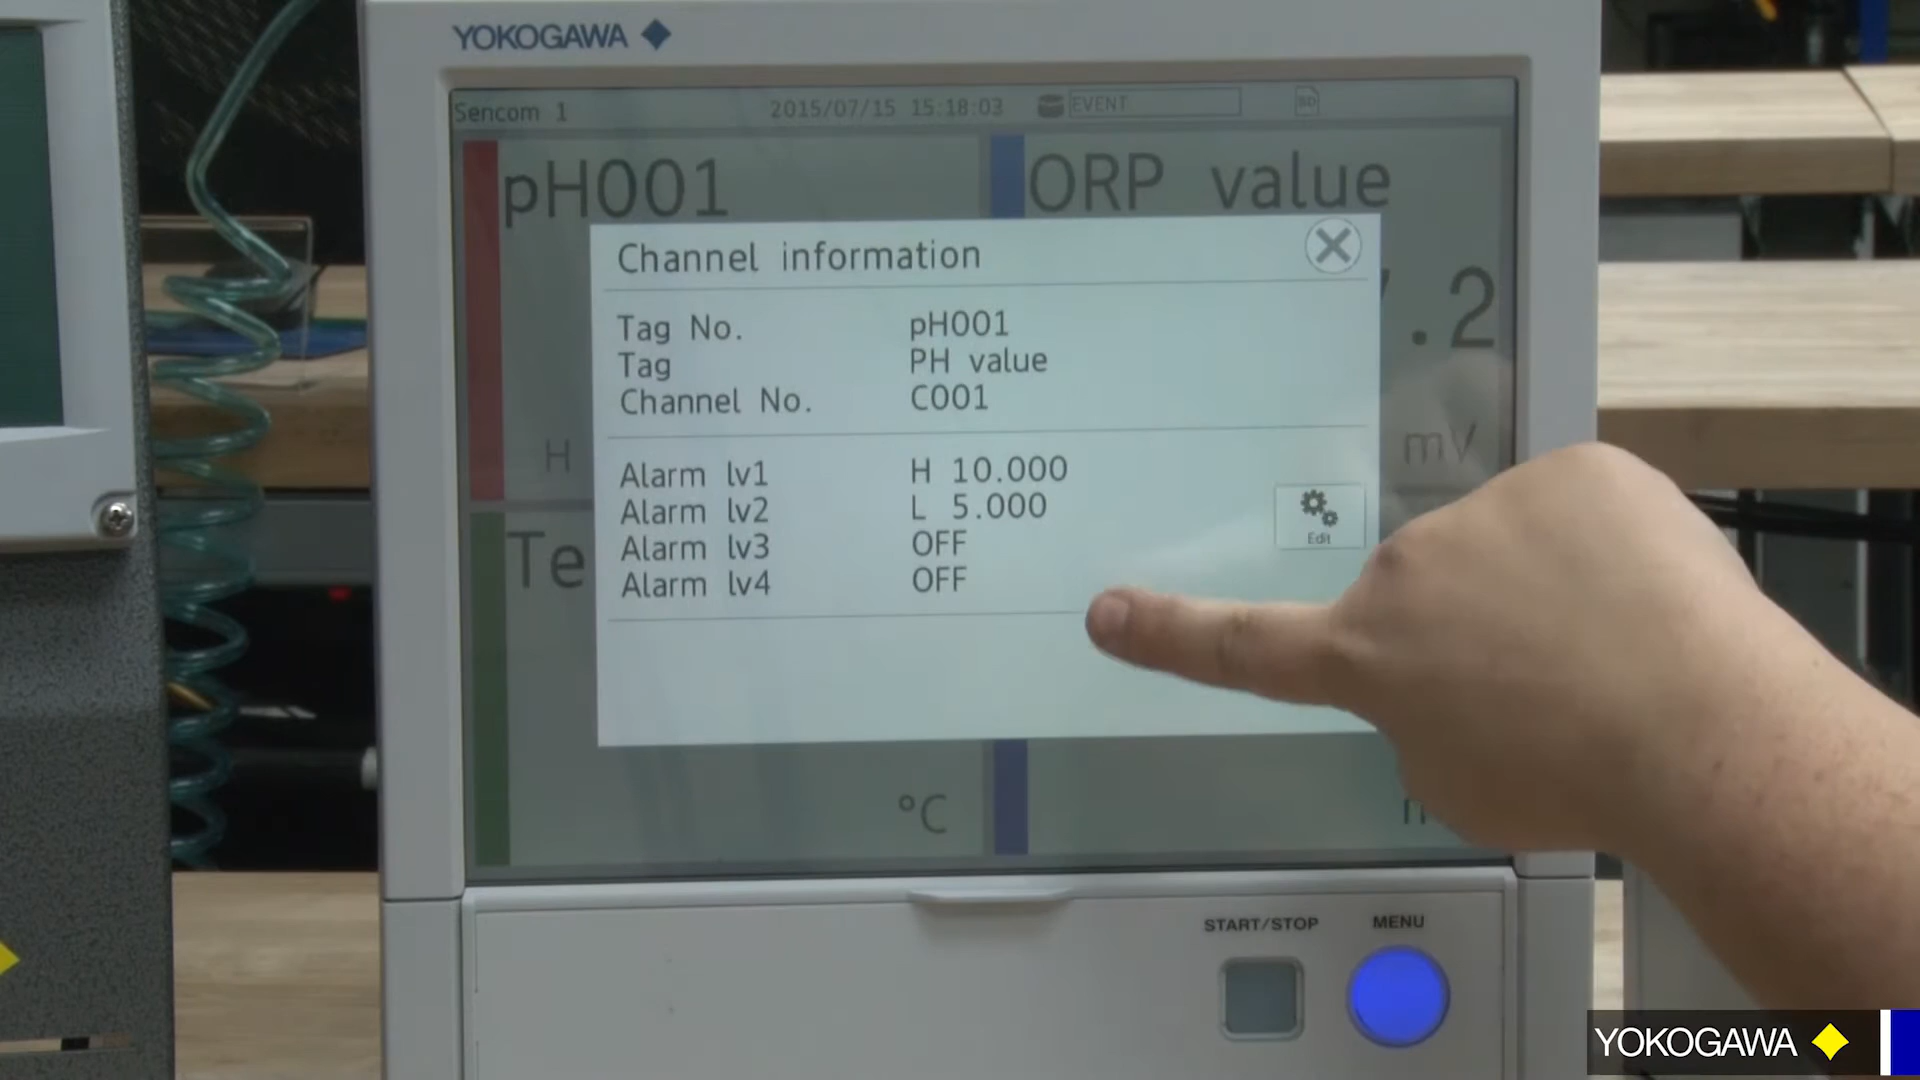 YOKOGAWA
Sencom 1 2015/07/15 15:18:03 EVENT SD
pH001
ORP value
Channel information
Tag No. pH001
Tag PH value
Channel No. C001
Alarm lv1 H 10.000
Alarm lv2 L 5.000
Alarm lv3 OFF
Alarm lv4 OFF
Edit
.2
mV
H
Te
°C
START/STOP MENU
YOKOGAWA